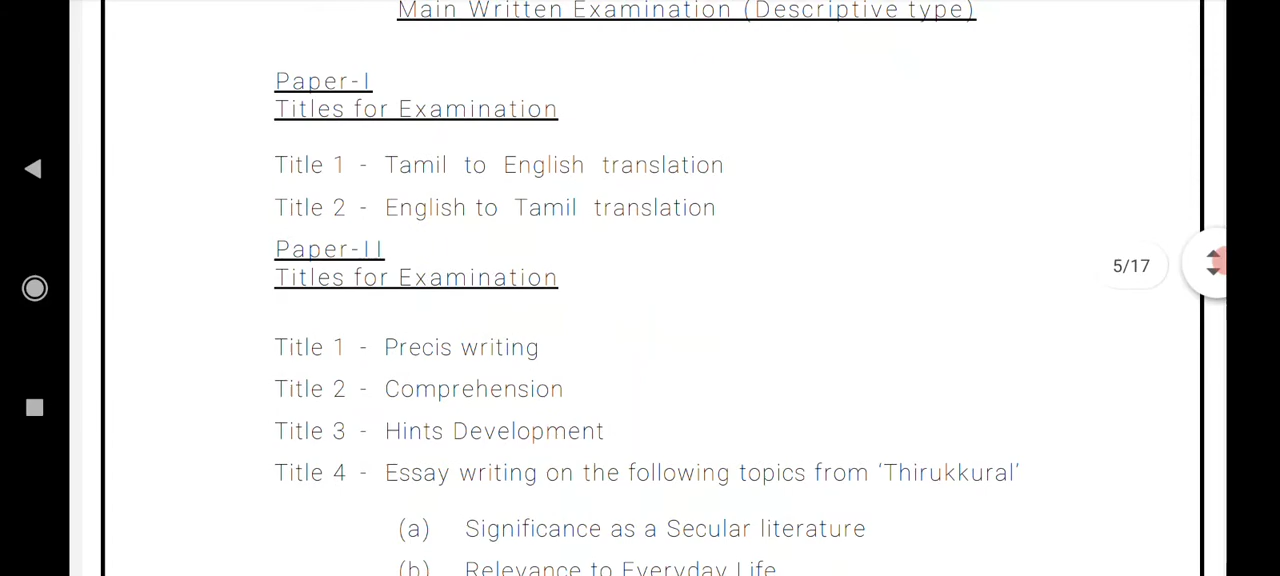 Main Written Examination (Descriptive type)
Paper-I
Titles for Examination
Title 1 - Tamil to English translation
Title 2 - English to Tamil translation
Paper-II
Titles for Examination
5/17
Title 1 - Precis writing
Title 2 - Comprehension
Title 3 - Hints Development
Title 4 - Essay writing on the following topics from ‘Thirukkural’
(a) Significance as a Secular literature
(b) Relevance to Everyday Life